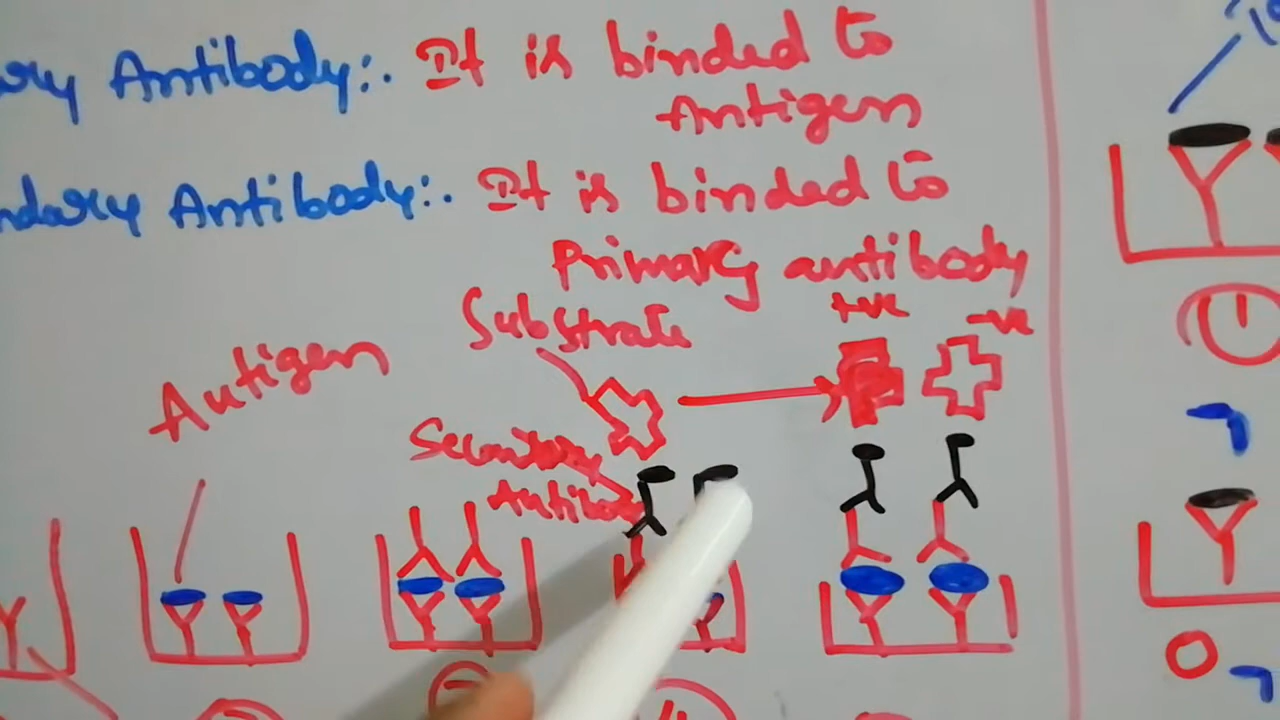 ary Antibody:. It is binded to
Antigen
ndary Antibody:. It is binded to
Primary antibody
Substrate
+ve
-ve
Antigen
Secondary
Antibod